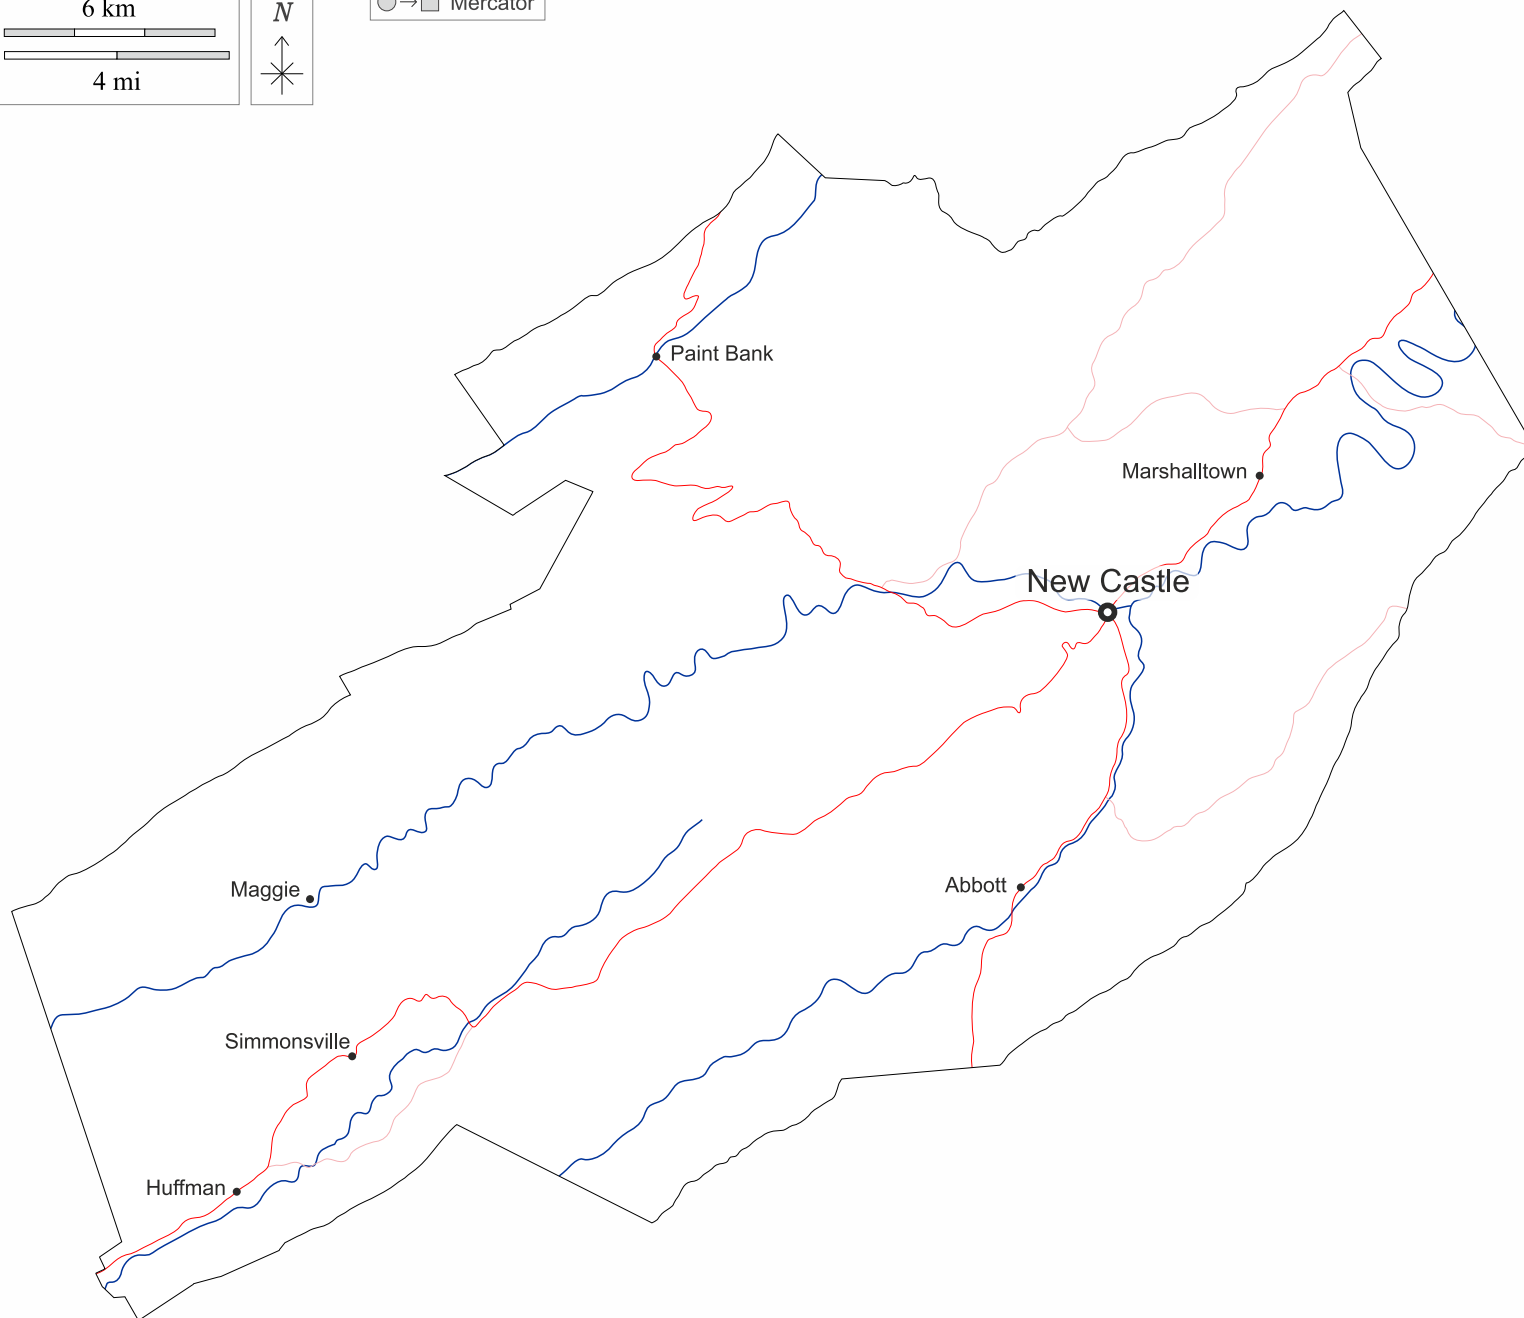 6 km
4 mi
N
Mercator
Paint Bank
Marshalltown
New Castle
Maggie
Abbott
Simmonsville
Huffman